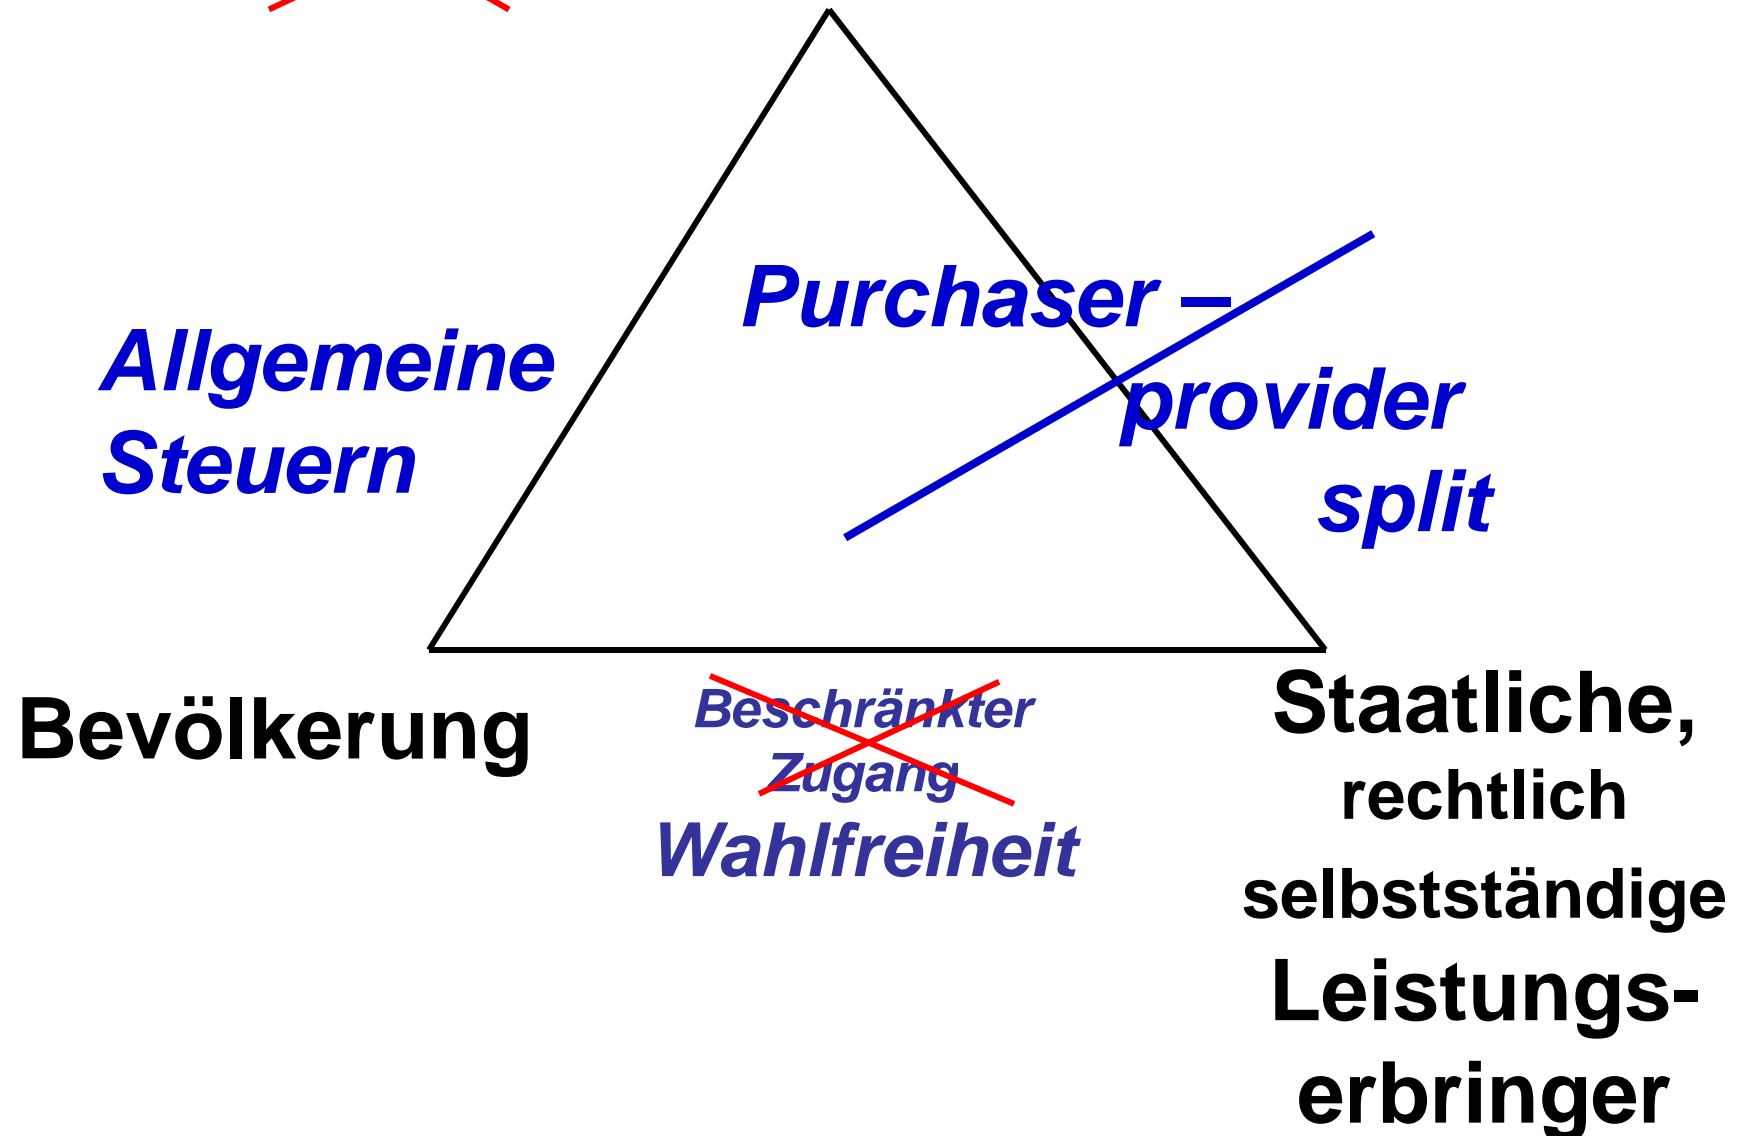 Purchaser –
Allgemeine
Steuern
provider
split
Bevölkerung
Beschränkter
Zugang
Wahlfreiheit
Staatliche,
rechtlich
selbstständige
Leistungs-
erbringer